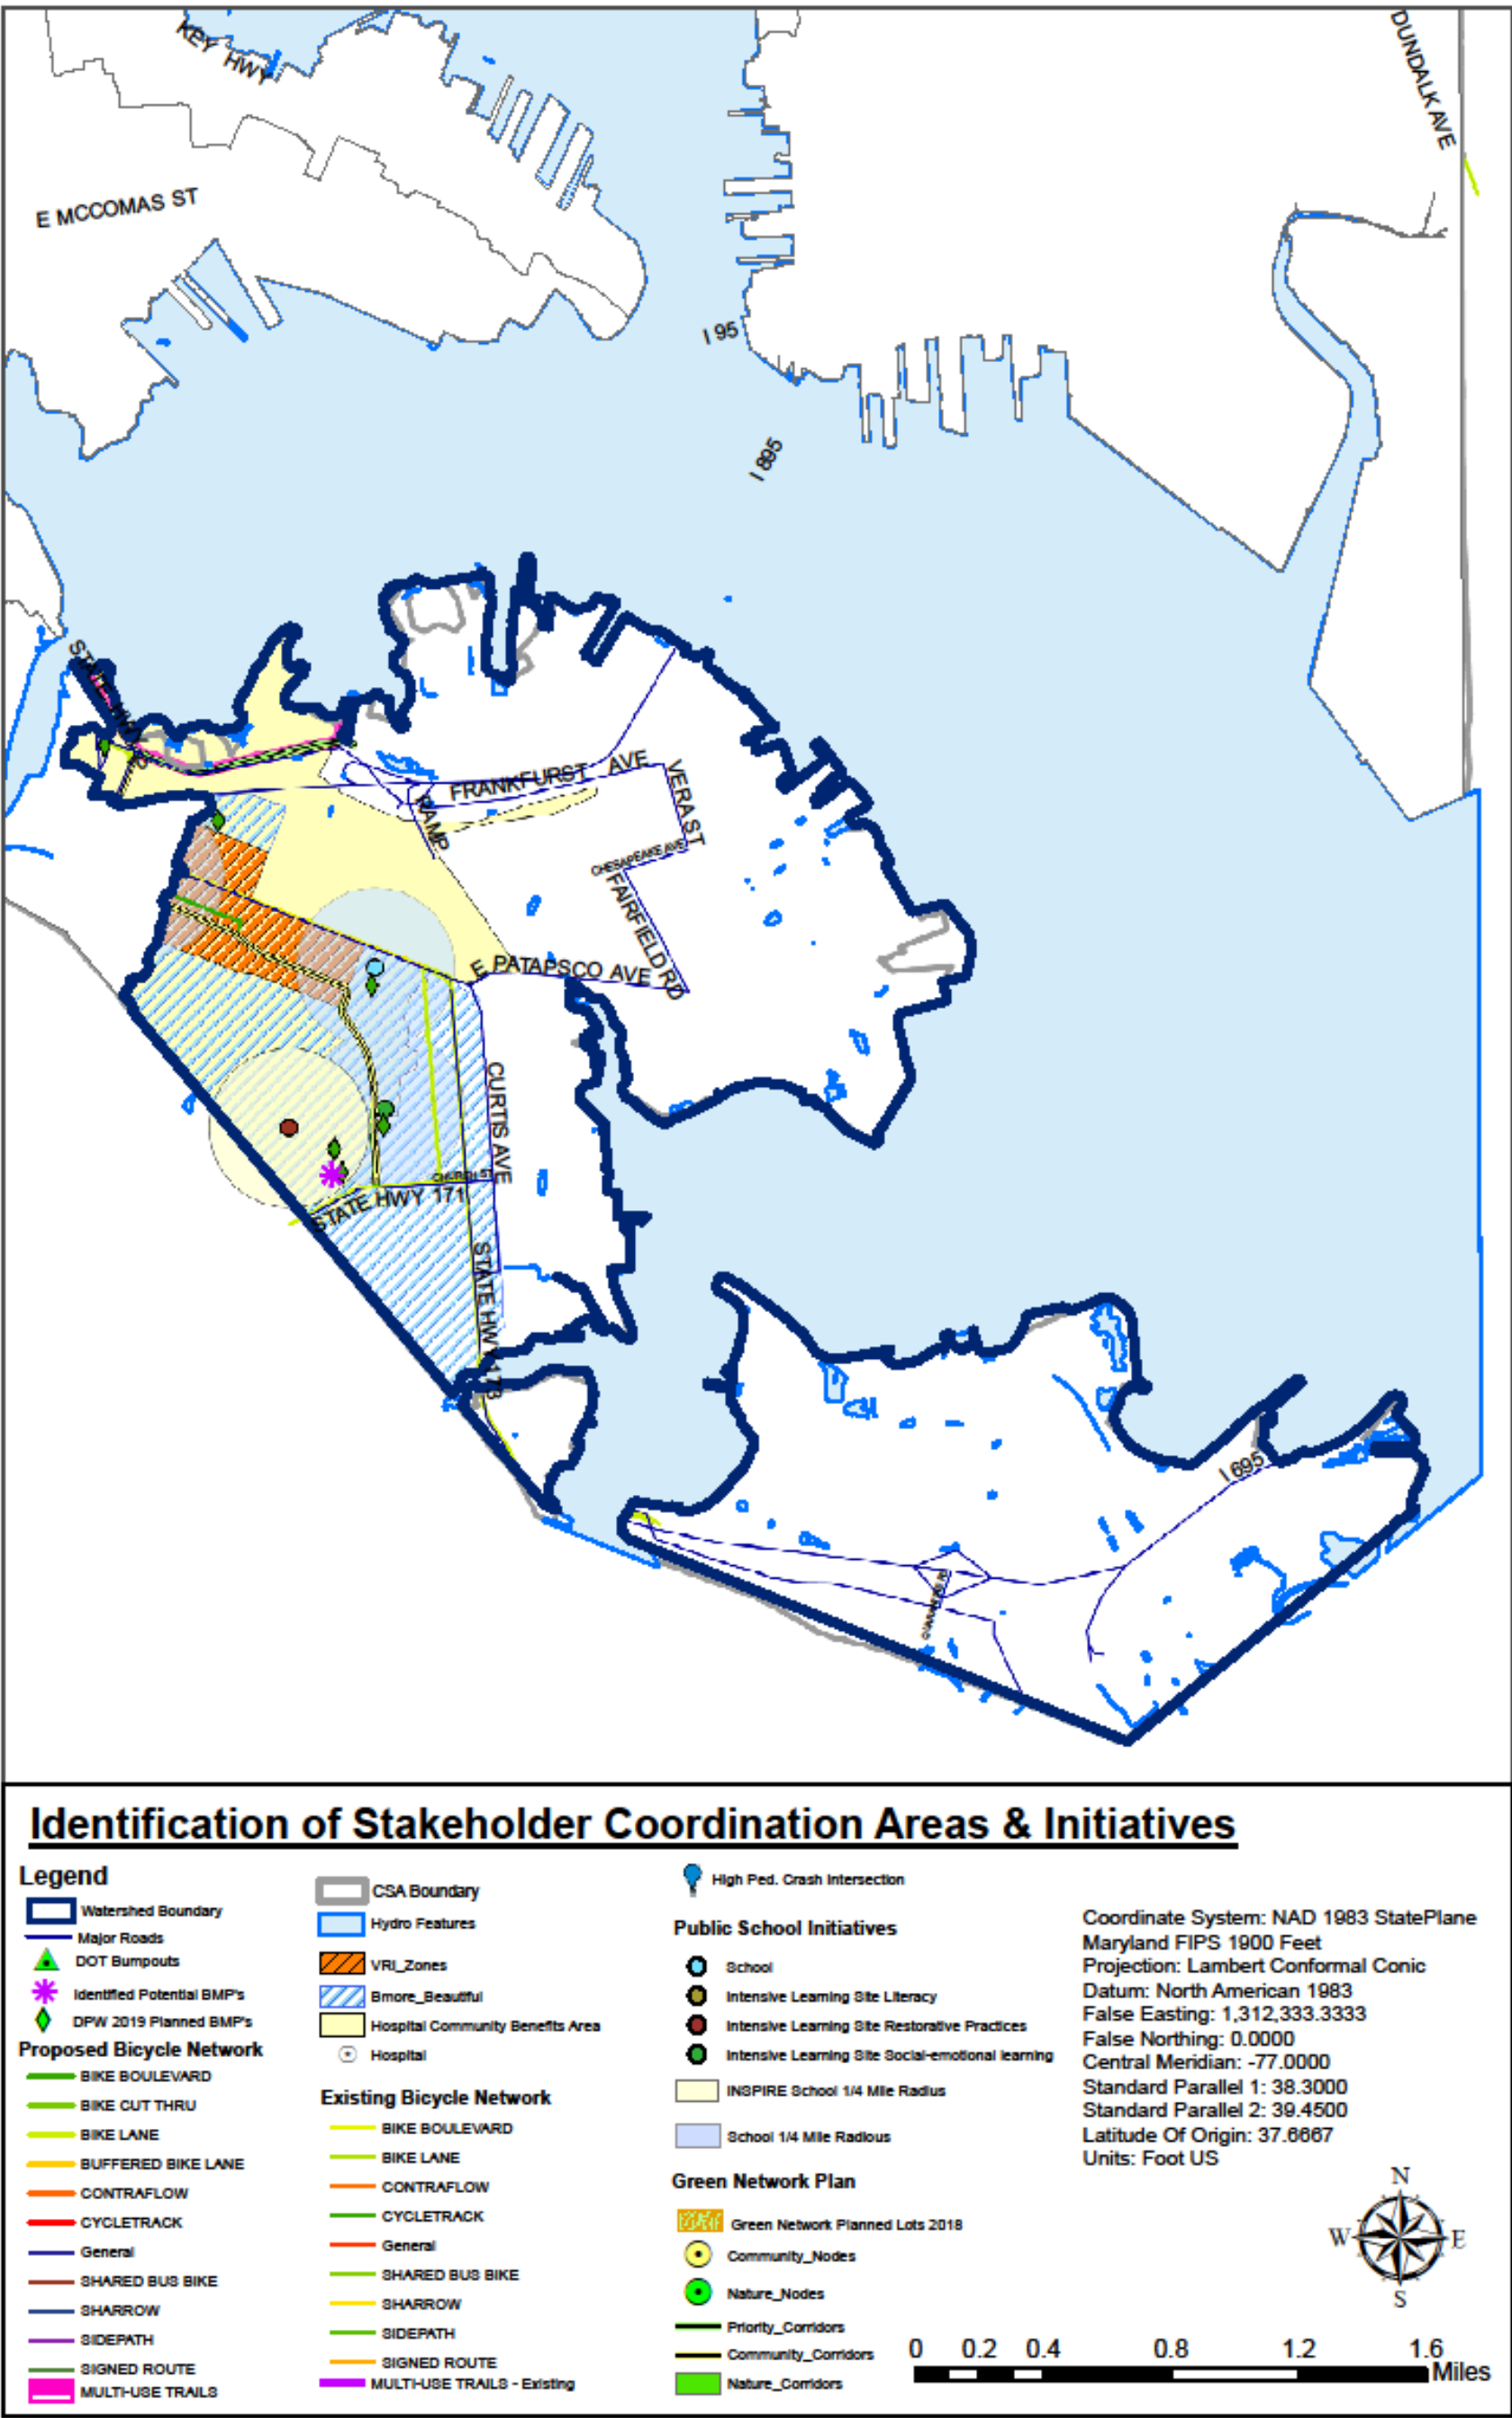 KEY HWY
DUNDALK AVE
E MCCOMAS ST
I 95
I 895
STATE HWY 2
FRANKFURST AVE
RAMP
VERA ST
CHESAPEAKE AVE
FAIRFIELD RD
E PATAPSCO AVE
CURTIS AVE
CHURCH ST
STATE HWY 171
STATE HWY 173
I 695
Identification of Stakeholder Coordination Areas & Initiatives
Legend
Watershed Boundary
Major Roads
DOT Bumpouts
Identified Potential BMP's
DPW 2019 Planned BMP's
Proposed Bicycle Network
BIKE BOULEVARD
BIKE CUT THRU
BIKE LANE
BUFFERED BIKE LANE
CONTRAFLOW
CYCLETRACK
General
SHARED BUS BIKE
SHARROW
SIDEPATH
SIGNED ROUTE
MULTI-USE TRAILS
CSA Boundary
Hydro Features
VRI_Zones
Bmore_Beautiful
Hospital Community Benefits Area
Hospital
Existing Bicycle Network
BIKE BOULEVARD
BIKE LANE
CONTRAFLOW
CYCLETRACK
General
SHARED BUS BIKE
SHARROW
SIDEPATH
SIGNED ROUTE
MULTI-USE TRAILS - Existing
High Ped. Crash Intersection
Public School Initiatives
School
Intensive Learning Site Literacy
Intensive Learning Site Restorative Practices
Intensive Learning Site Social-emotional learning
INSPIRE School 1/4 Mile Radius
School 1/4 Mile Radious
Green Network Plan
Green Network Planned Lots 2018
Community_Nodes
Nature_Nodes
Priority_Corridors
Community_Corridors
Nature_Corridors
Coordinate System: NAD 1983 StatePlane
Maryland FIPS 1900 Feet
Projection: Lambert Conformal Conic
Datum: North American 1983
False Easting: 1,312,333.3333
False Northing: 0.0000
Central Meridian: -77.0000
Standard Parallel 1: 38.3000
Standard Parallel 2: 39.4500
Latitude Of Origin: 37.6667
Units: Foot US
N
W E
S
0 0.2 0.4 0.8 1.2 1.6
Miles